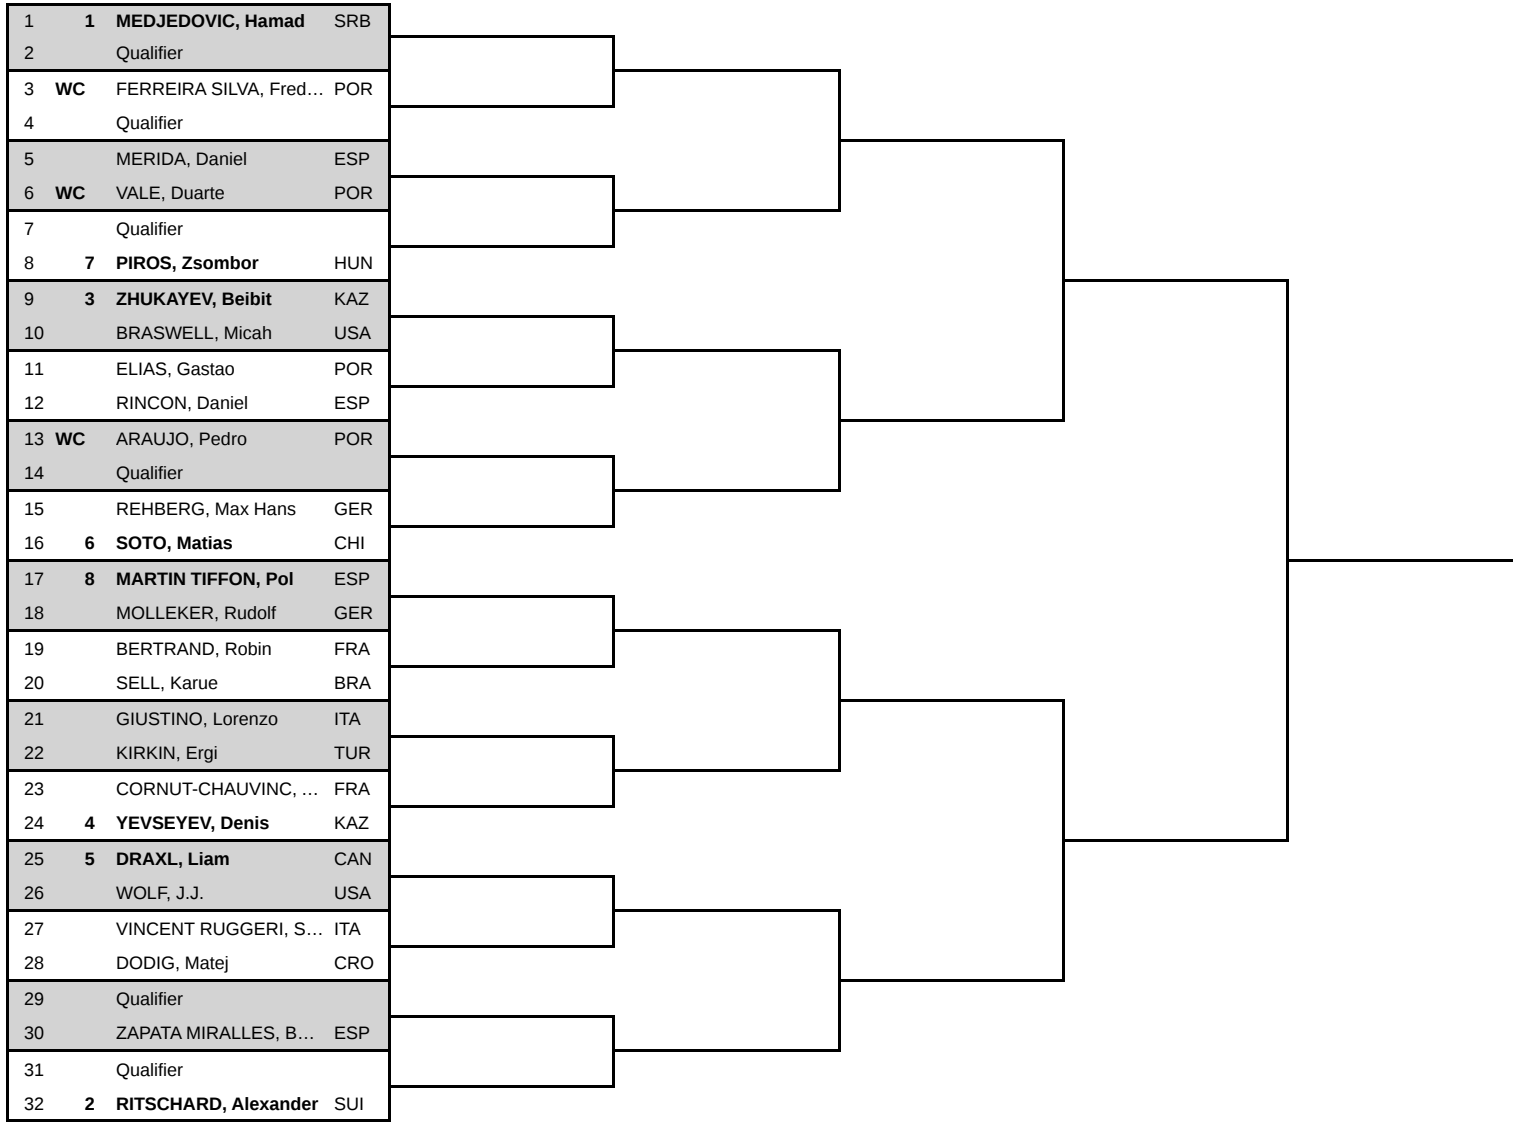 1 1 MEDJEDOVIC, Hamad SRB
2 Qualifier
3 WC FERREIRA SILVA, Fred… POR
4 Qualifier
5 MERIDA, Daniel ESP
6 WC VALE, Duarte POR
7 Qualifier
8 7 PIROS, Zsombor HUN
9 3 ZHUKAYEV, Beibit KAZ
10 BRASWELL, Micah USA
11 ELIAS, Gastao POR
12 RINCON, Daniel ESP
13 WC ARAUJO, Pedro POR
14 Qualifier
15 REHBERG, Max Hans GER
16 6 SOTO, Matias CHI
17 8 MARTIN TIFFON, Pol ESP
18 MOLLEKER, Rudolf GER
19 BERTRAND, Robin FRA
20 SELL, Karue BRA
21 GIUSTINO, Lorenzo ITA
22 KIRKIN, Ergi TUR
23 CORNUT-CHAUVINC, … FRA
24 4 YEVSEYEV, Denis KAZ
25 5 DRAXL, Liam CAN
26 WOLF, J.J. USA
27 VINCENT RUGGERI, S… ITA
28 DODIG, Matej CRO
29 Qualifier
30 ZAPATA MIRALLES, B… ESP
31 Qualifier
32 2 RITSCHARD, Alexander SUI